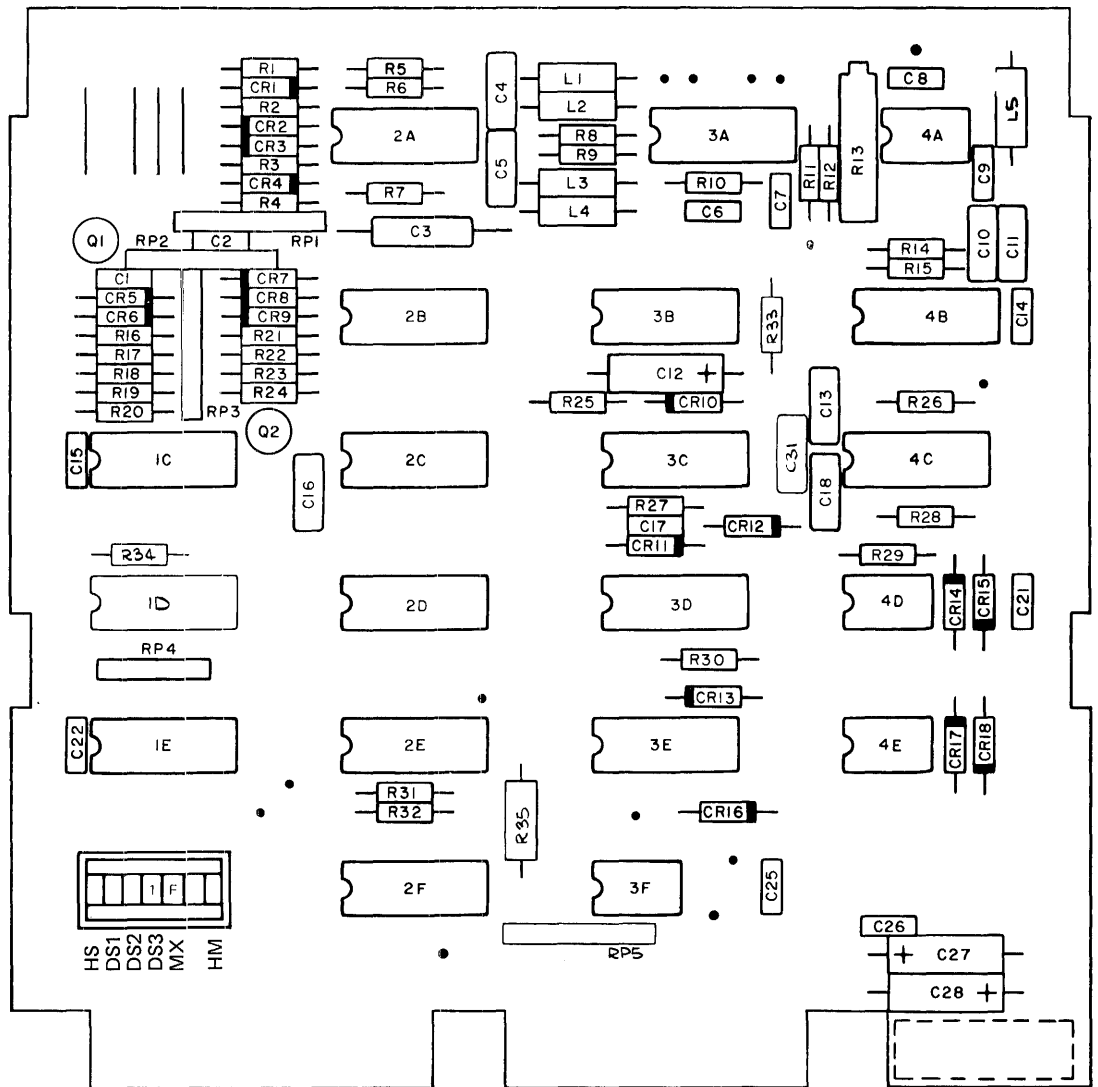 R1 R5 L1 C8
CR1 R6 C4 L2 L5
R2
CR2 2A R8 3A 4A
CR3 R9 R11 R12 R13 C9
R3 C5
CR4 R7 L3 R10 C7
R4 L4 C6
Q1 RP2 C2 RP1 C3 C10 C11
R14
R15
C1 CR7
CR5 CR8
CR6 CR9 2B 3B R33 4B C14
R16 R21
R17 R22
R18 R23 C12 +
R19 R24 R25 CR10 C13 R26
R20 RP3
Q2
C15 1C 2C 3C C31 4C
C16 C18
R27 R28
C17 CR12
CR11
R34 R29
1D 2D 3D 4D CR14 CR15 C21
RP4 R30
CR13
C22 1E 2E 3E 4E CR17 CR18
R31
R32 R35 CR16
1F 2F 3F C25
C26
RP5
HS DS1 DS2 DS3 MX HM
+ C27
C28 +